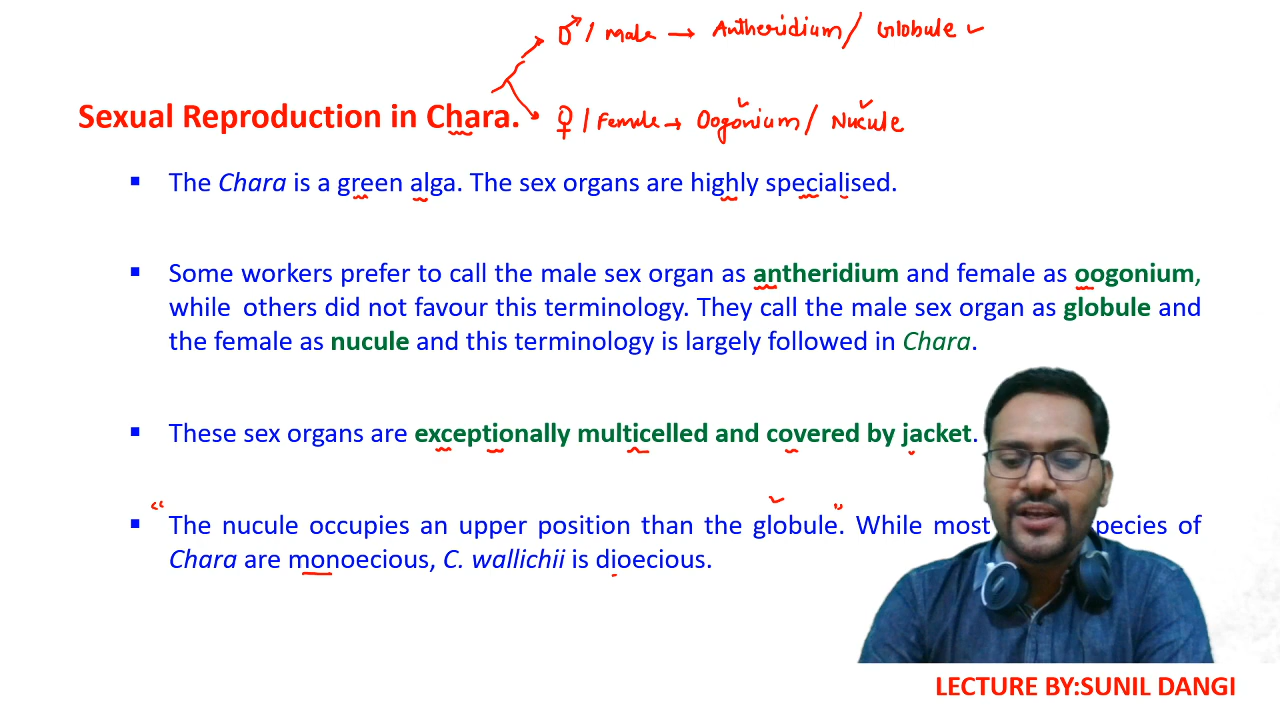 ♂ / male → Antheridium / Globule ✓
Sexual Reproduction in Chara.
♀ / Female → Oogonium / Nucule
▪ The Chara is a green alga. The sex organs are highly specialised.
▪ Some workers prefer to call the male sex organ as antheridium and female as oogonium,
while others did not favour this terminology. They call the male sex organ as globule and
the female as nucule and this terminology is largely followed in Chara.
▪ These sex organs are exceptionally multicelled and covered by jacket.
▪ “The nucule occupies an upper position than the globule”. While most pecies of
Chara are monoecious, C. wallichii is dioecious.
LECTURE BY:SUNIL DANGI